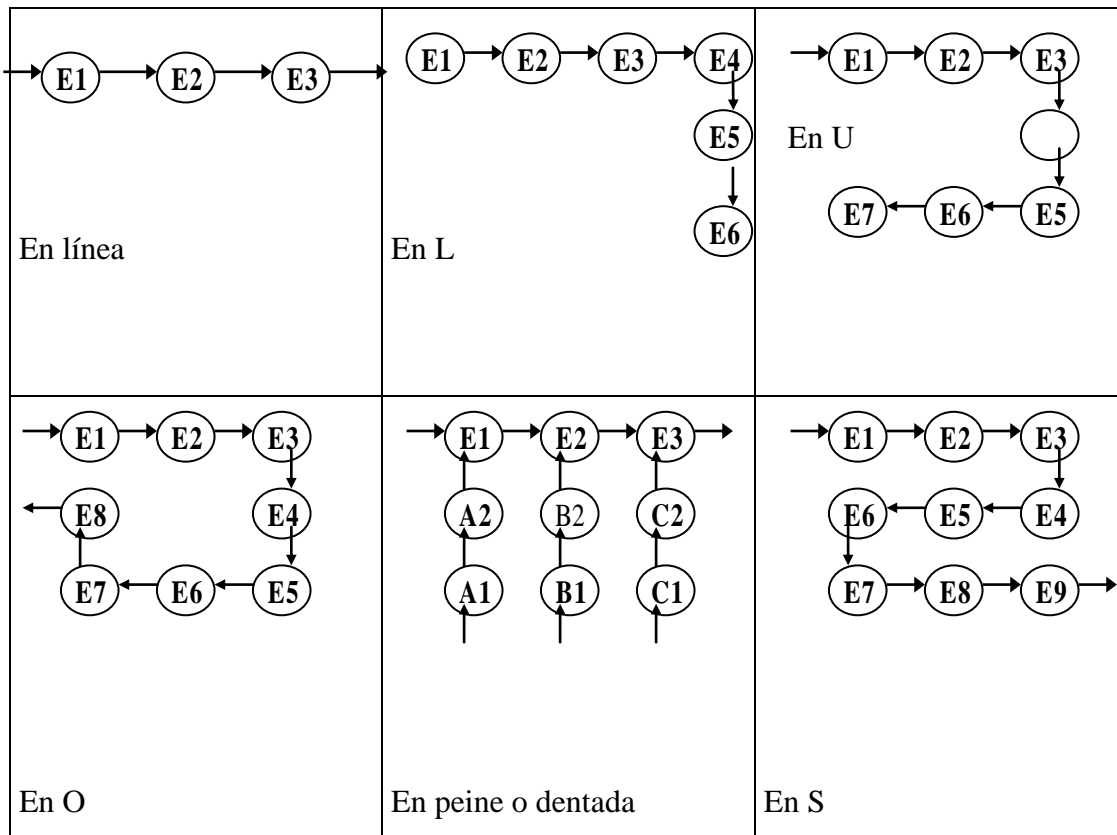 E1 E2 E3
En línea
E1 E2 E3 E4
E5
E6
En L
E1 E2 E3
En U
E7 E6 E5
E1 E2 E3
E8 E4
E7 E6 E5
En O
E1 E2 E3
A2 B2 C2
A1 B1 C1
En peine o dentada
E1 E2 E3
E6 E5 E4
E7 E8 E9
En S